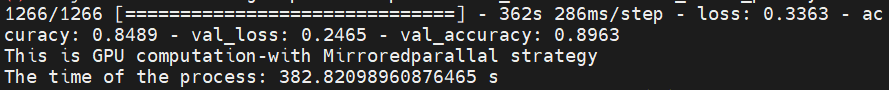 1266/1266 [==============================] - 362s 286ms/step - loss: 0.3363 - ac
curacy: 0.8489 - val_loss: 0.2465 - val_accuracy: 0.8963
This is GPU computation-with Mirroredparallal strategy
The time of the process: 382.82098960876465 s